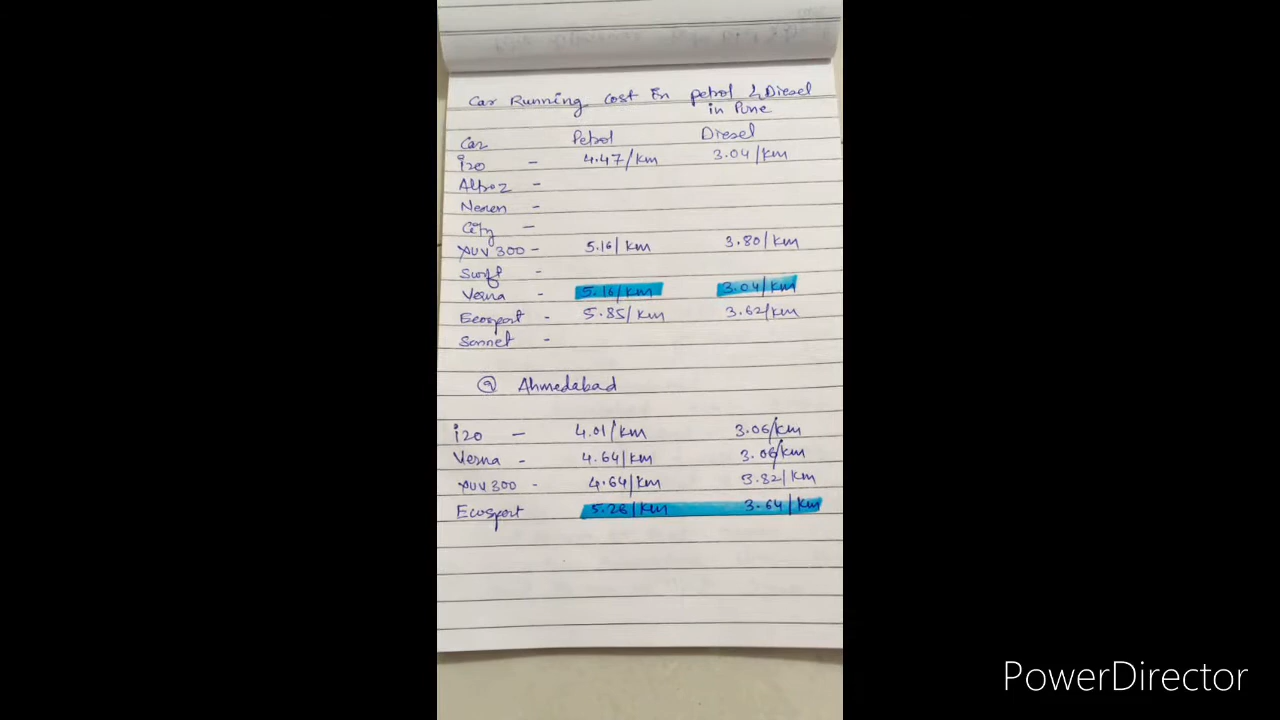 Car Running cost in petrol & Diesel
in Pune
Car Petrol Diesel
i20 - 4.47/km 3.04/km
Altroz -
Nexon -
City -
XUV 300 - 5.16/km 3.80/km
Swift -
Verna - 5.16/km 3.04/km
Ecosport - 5.85/km 3.62/km
Sonnet -
@ Ahmedabad
i20 - 4.01/km 3.06/km
Verna - 4.64/km 3.06/km
XUV 300 - 4.64/km 3.82/km
Ecosport 5.28/km 3.64/km
PowerDirector